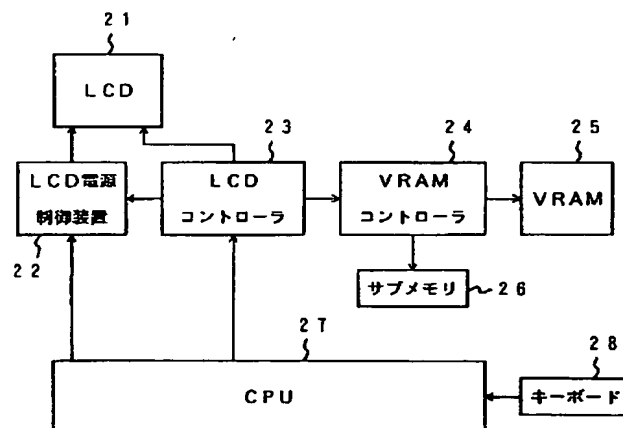 21
LCD
23
24
25
LCD電源
制御装置
LCD
コントローラ
VRAM
コントローラ
VRAM
22
サブメモリ
26
27
28
CPU
キーボード